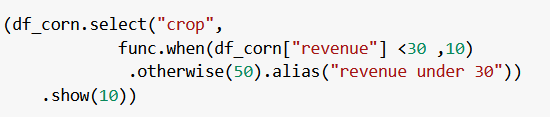 (df_corn.select("crop",
func.when(df_corn["revenue"] <30 ,10)
.otherwise(50).alias("revenue under 30"))
.show(10))